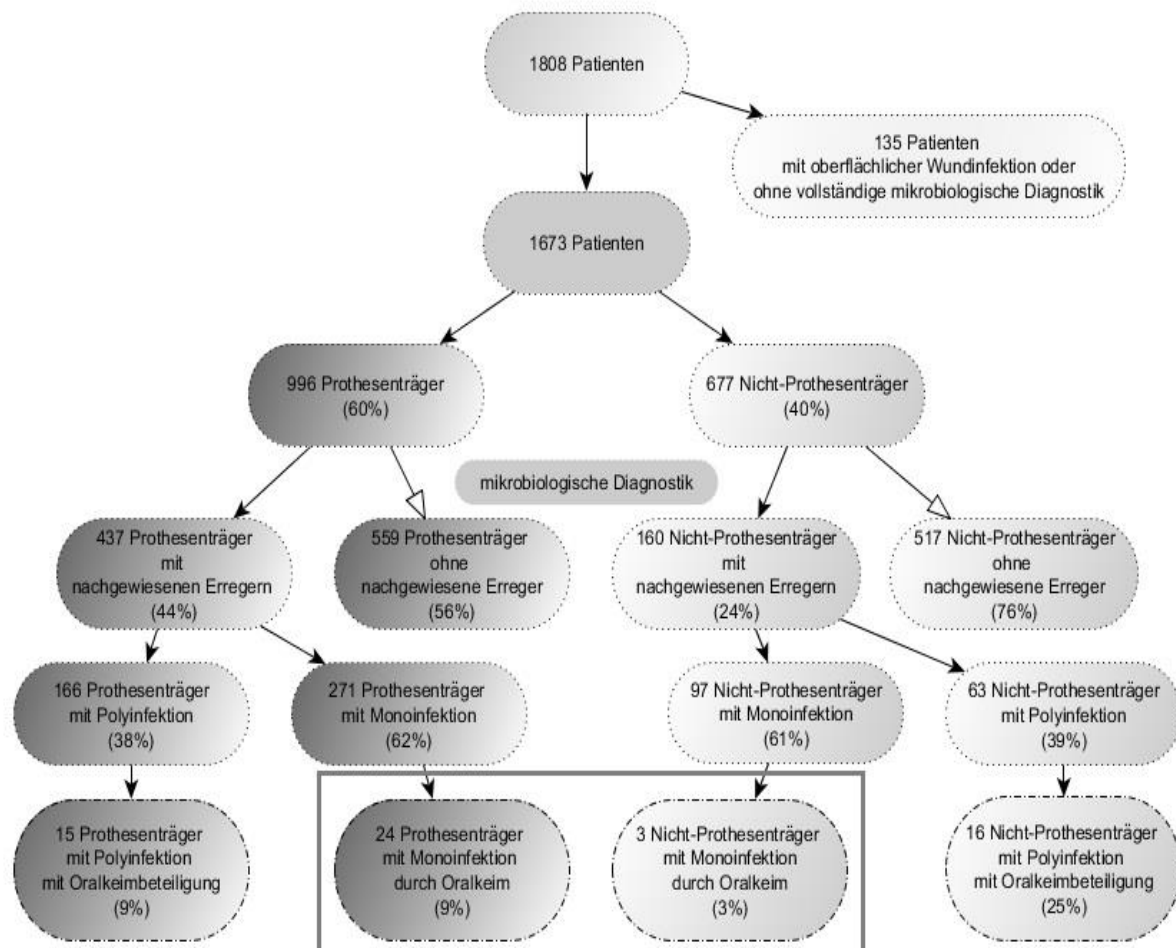 1808 Patienten
135 Patienten
mit oberflächlicher Wundinfektion oder
ohne vollständige mikrobiologische Diagnostik
1673 Patienten
996 Prothesenträger
(60%)
677 Nicht-Prothesenträger
(40%)
mikrobiologische Diagnostik
437 Prothesenträger
mit
nachgewiesenen Erregern
(44%)
559 Prothesenträger
ohne
nachgewiesene Erreger
(56%)
160 Nicht-Prothesenträger
mit
nachgewiesenen Erregern
(24%)
517 Nicht-Prothesenträger
ohne
nachgewiesene Erreger
(76%)
166 Prothesenträger
mit Polyinfektion
(38%)
271 Prothesenträger
mit Monoinfektion
(62%)
97 Nicht-Prothesenträger
mit Monoinfektion
(61%)
63 Nicht-Prothesenträger
mit Polyinfektion
(39%)
15 Prothesenträger
mit Polyinfektion
mit Oralkeimbeteiligung
(9%)
24 Prothesenträger
mit Monoinfektion
durch Oralkeim
(9%)
3 Nicht-Prothesenträger
mit Monoinfektion
durch Oralkeim
(3%)
16 Nicht-Prothesenträger
mit Polyinfektion
mit Oralkeimbeteiligung
(25%)